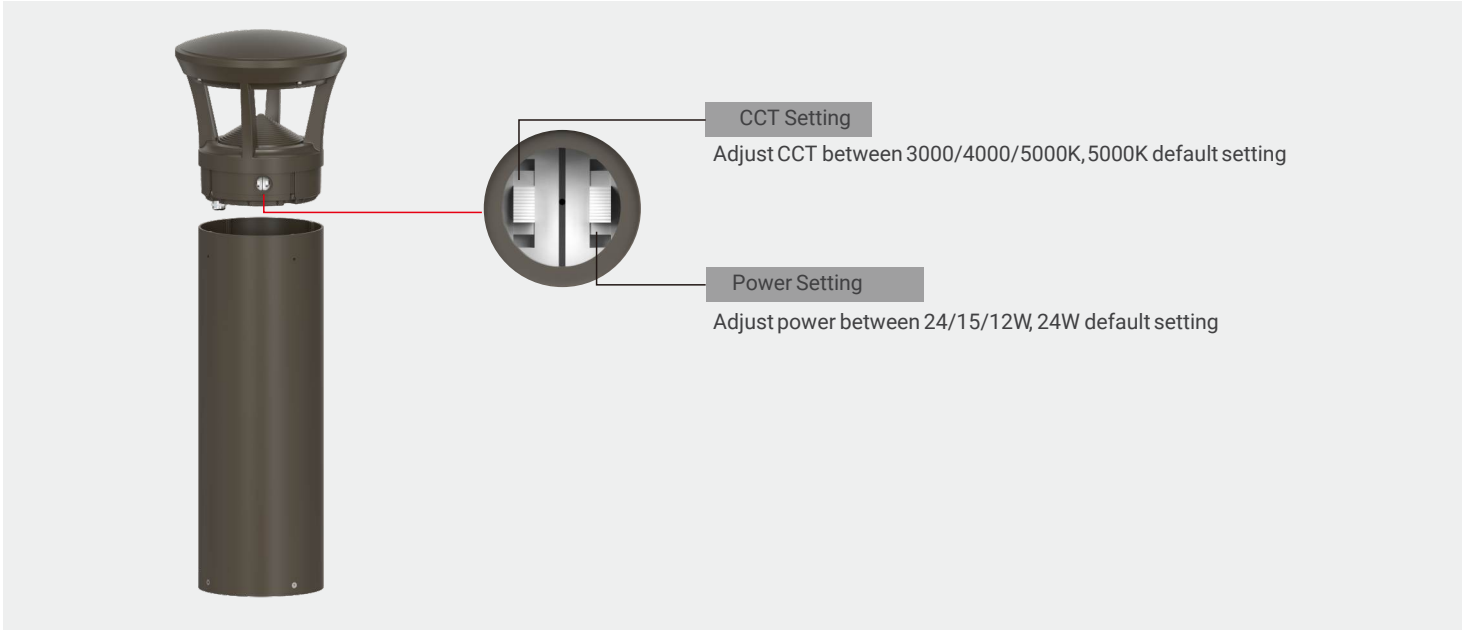 CCT Setting
Adjust CCT between 3000/4000/5000K, 5000K default setting
Power Setting
Adjust power between 24/15/12W, 24W default setting